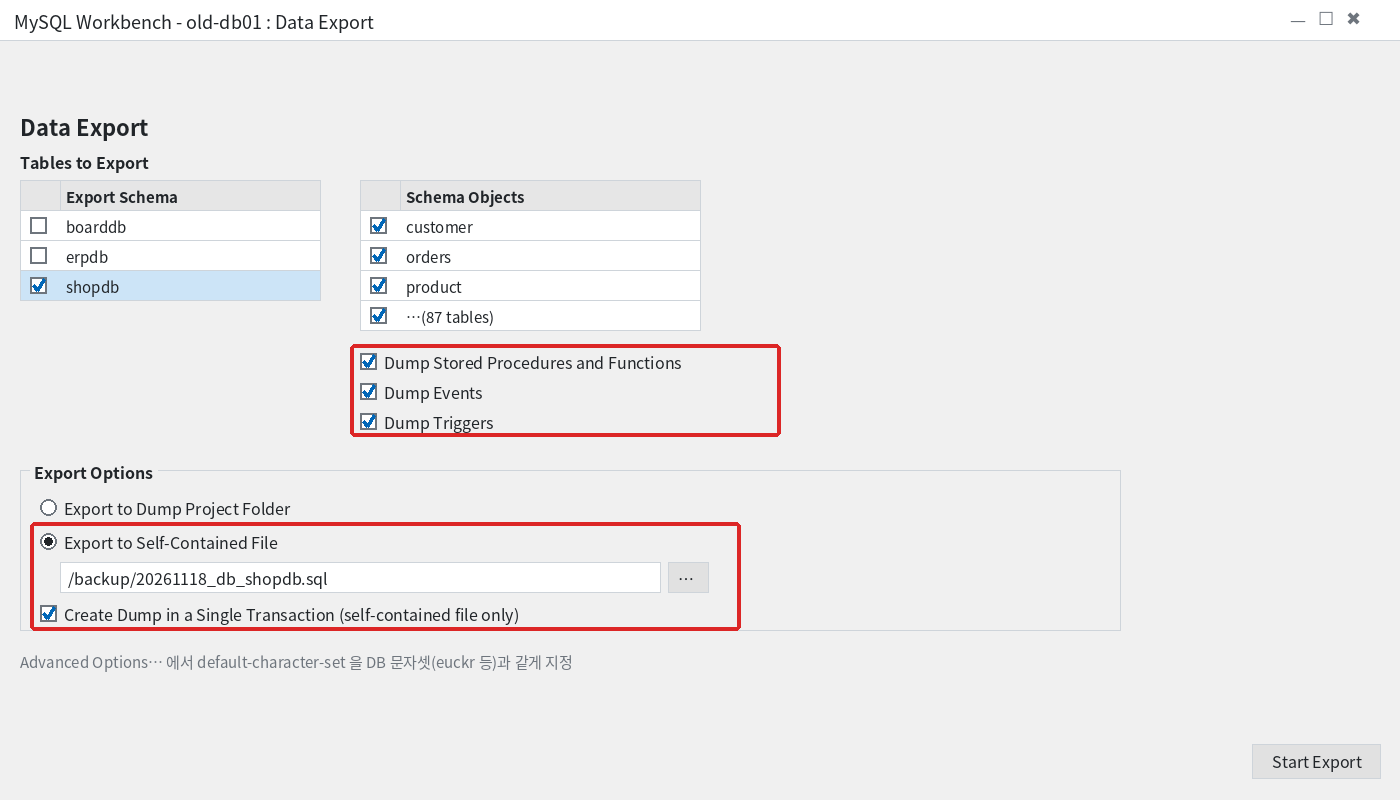 MySQL Workbench - old-db01 : Data Export
Data Export
Tables to Export
Export Schema
boarddb
erpdb
shopdb
Schema Objects
customer
orders
product
…(87 tables)
Dump Stored Procedures and Functions
Dump Events
Dump Triggers
Export Options
Export to Dump Project Folder
Export to Self-Contained File
/backup/20261118_db_shopdb.sql
…
Create Dump in a Single Transaction (self-contained file only)
Advanced Options… 에서 default-character-set 을 DB 문자셋(euckr 등)과 같게 지정
Start Export